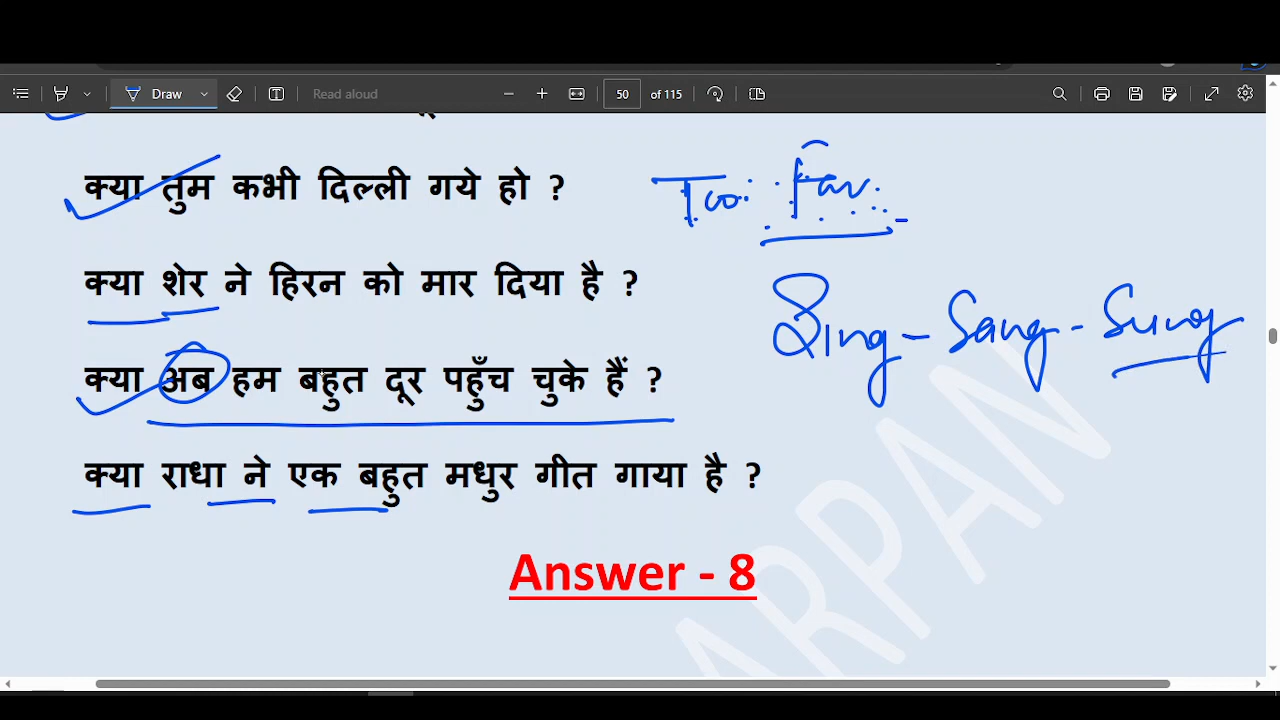 Draw
Read aloud
50 of 115
क्या तुम कभी दिल्ली गये हो ?
Too Far
क्या शेर ने हिरन को मार दिया है ?
Sing - Sang - Sung
क्या अब हम बहुत दूर पहुँच चुके हैं ?
क्या राधा ने एक बहुत मधुर गीत गाया है ?
Answer - 8
ARPAN